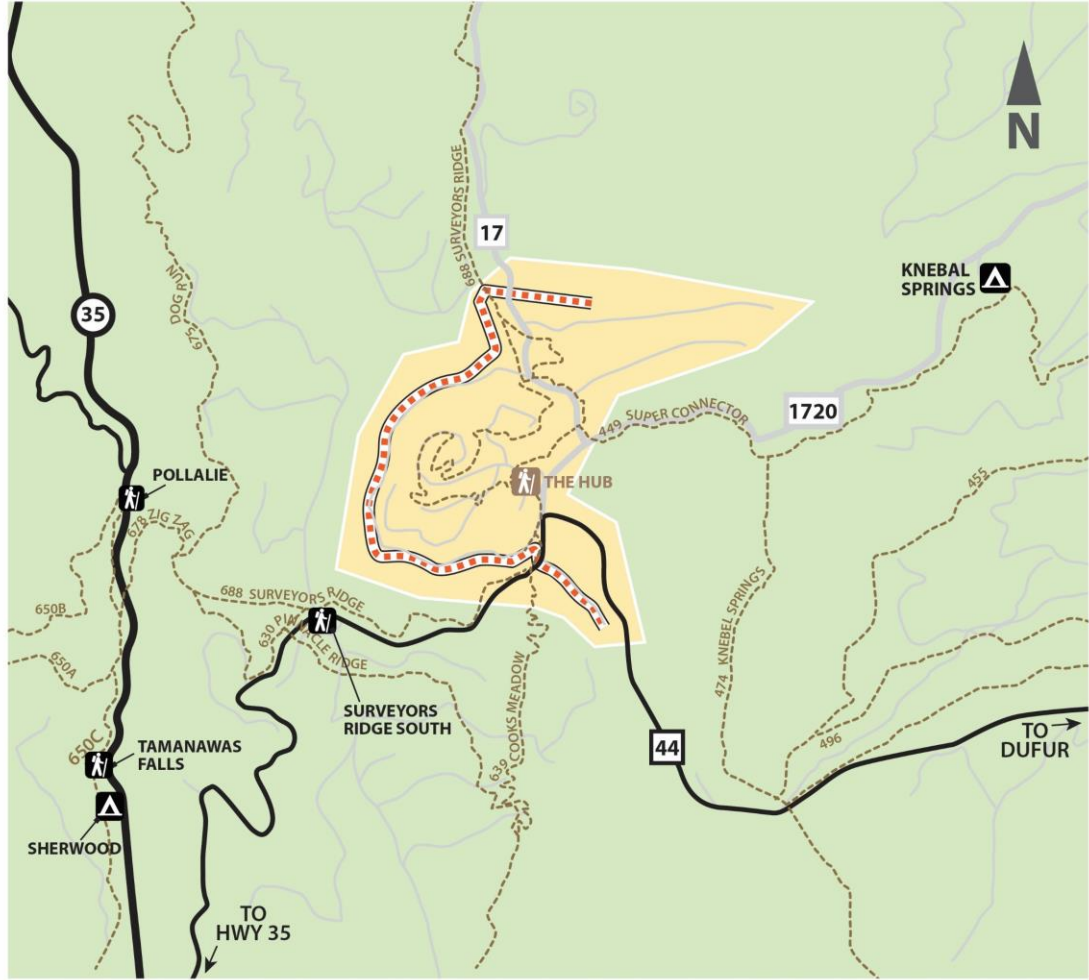 N
688 SURVEYORS RIDGE
17
KNEBAL
SPRINGS
675 DOG RUN
35
1720
449 SUPER CONNECTOR
POLLALIE
THE HUB
455
678 ZIG ZAG
650B
688 SURVEYORS RIDGE
630 PINNACLE RIDGE
474 KNEBEL SPRINGS
650A
SURVEYORS
RIDGE SOUTH
639 COOKS MEADOW
650C
TAMANAWAS
FALLS
44
496
TO
DUFUR
SHERWOOD
TO
HWY 35